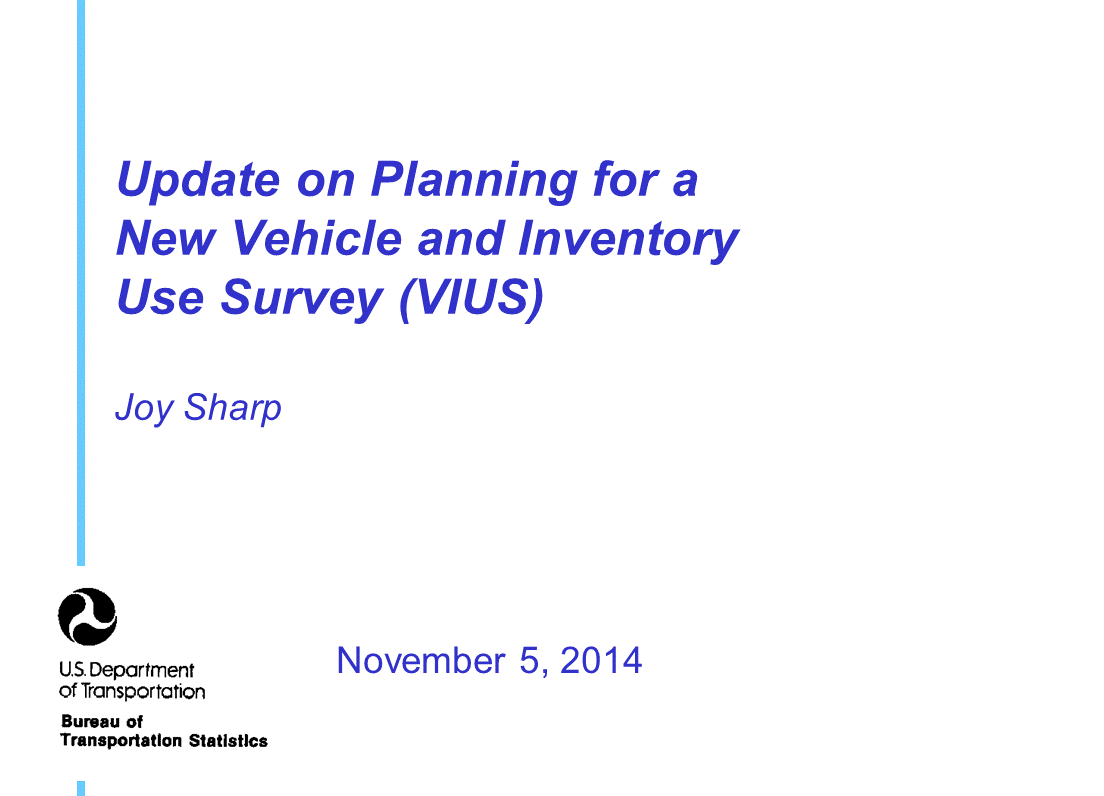 Update on Planning for a
New Vehicle and Inventory
Use Survey (VIUS)
Joy Sharp
November 5, 2014
U.S. Department
of Transportation
Bureau of
Transportation Statistics